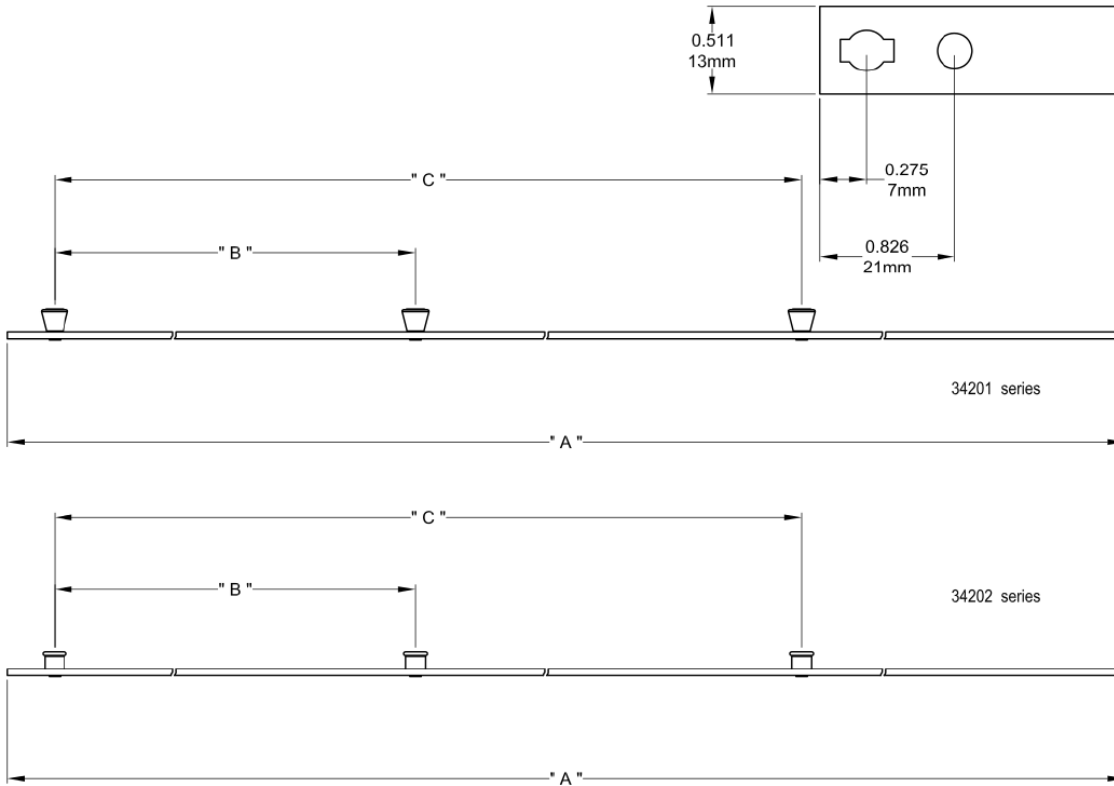 0.511
13mm
0.275
7mm
" C "
0.826
21mm
" B "
34201 series
" A "
" C "
" B "
34202 series
" A "